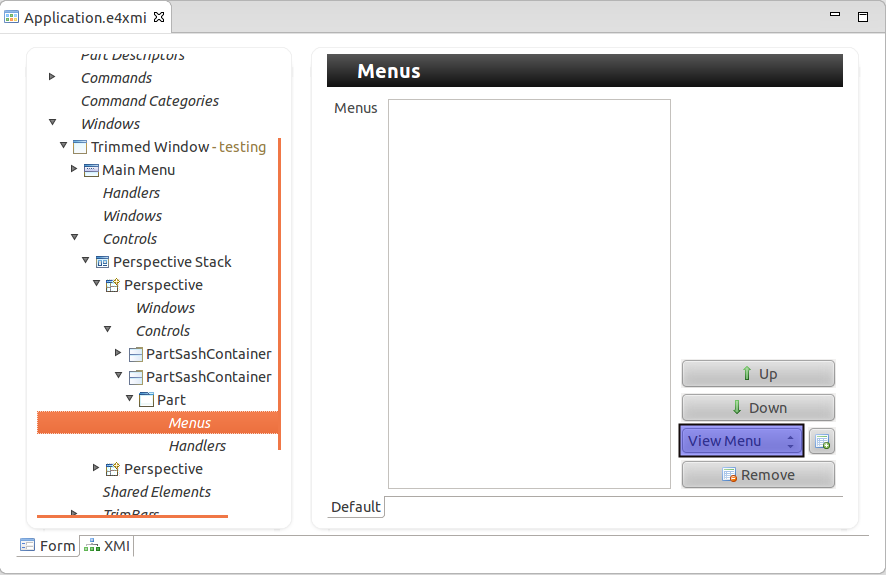 Application.e4xmi
Part Descriptors
Commands
Command Categories
Windows
Trimmed Window - testing
Main Menu
Handlers
Windows
Controls
Perspective Stack
Perspective
Windows
Controls
PartSashContainer
PartSashContainer
Part
Menus
Handlers
Perspective
Shared Elements
TrimBars
Menus
Menus
Up
Down
View Menu
Remove
Default
Form
XMI